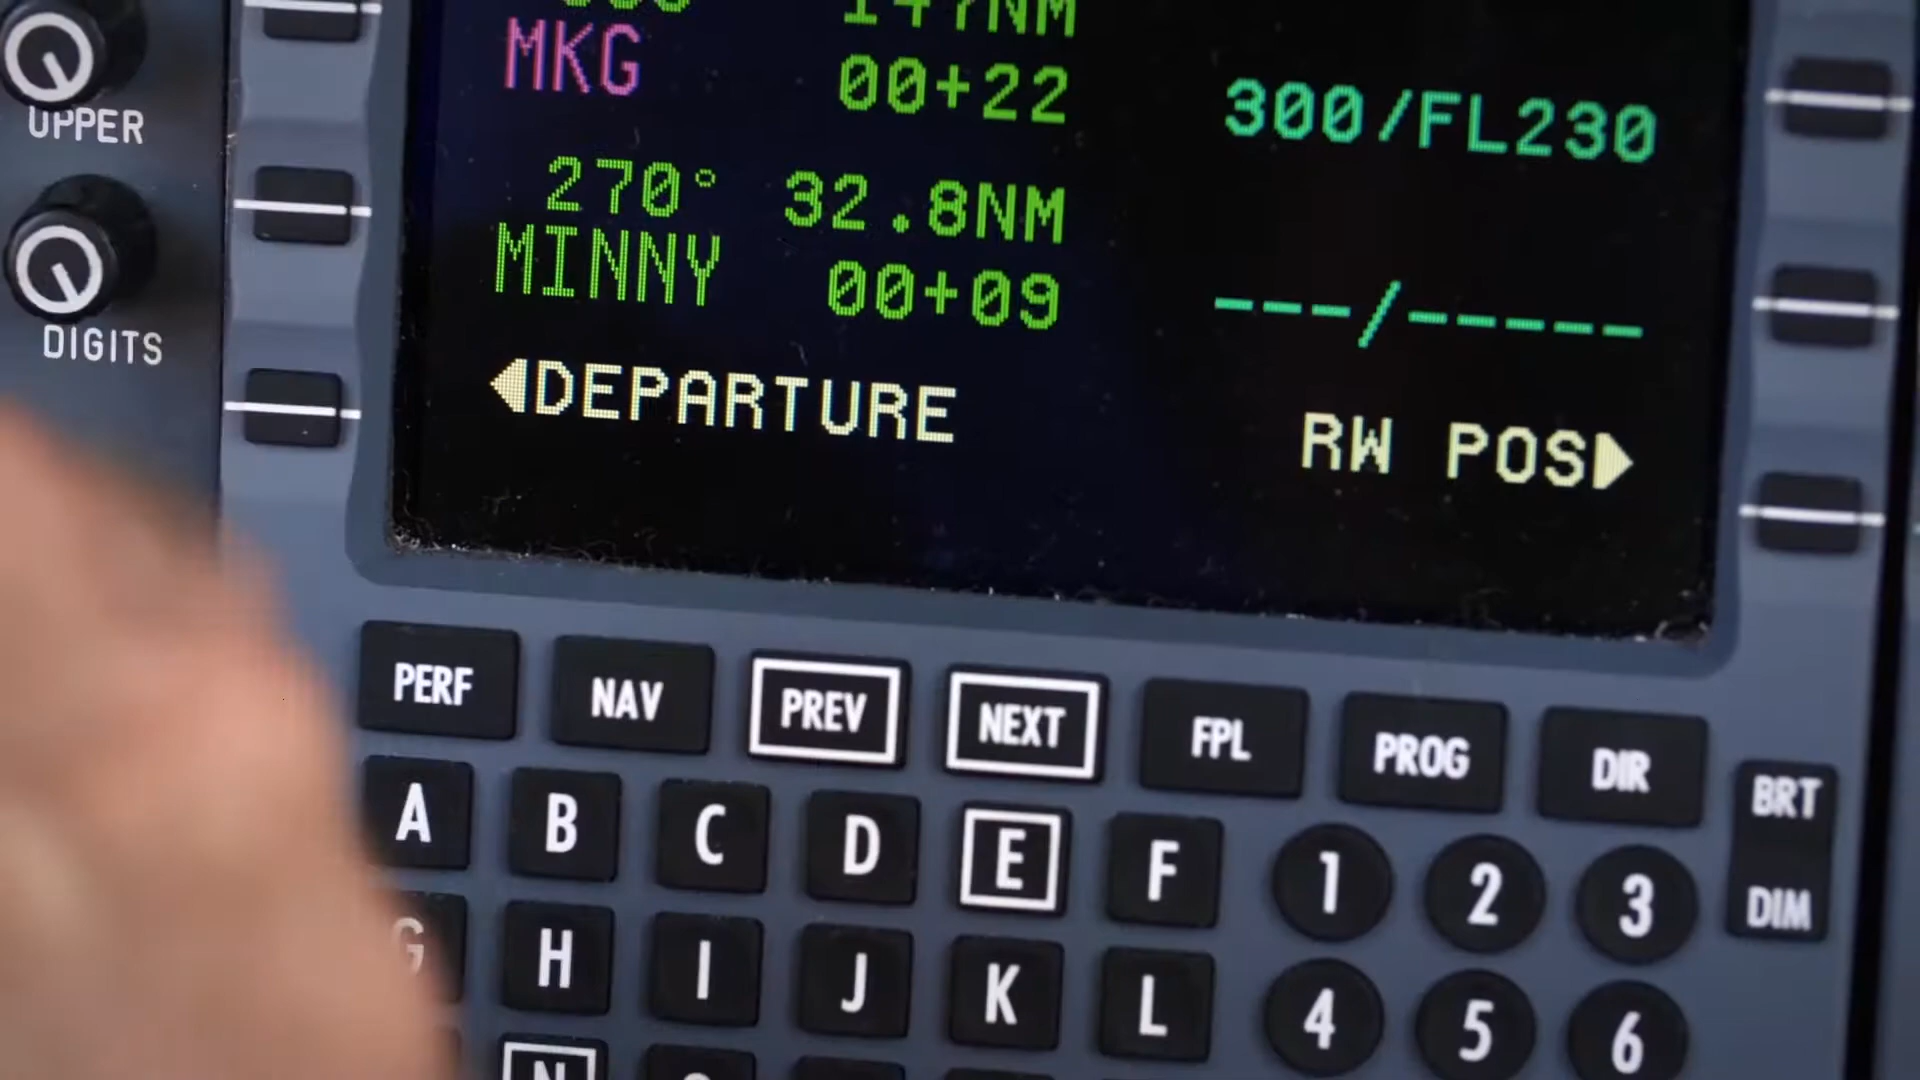 147NM
MKG 00+22 300/FL230
270° 32.8NM
MINNY 00+09 ---/-----
DEPARTURE RW POS
UPPER
DIGITS
PERF NAV PREV NEXT FPL PROG DIR
BRT
DIM
A B C D E F 1 2 3
G H I J K L 4 5 6
N